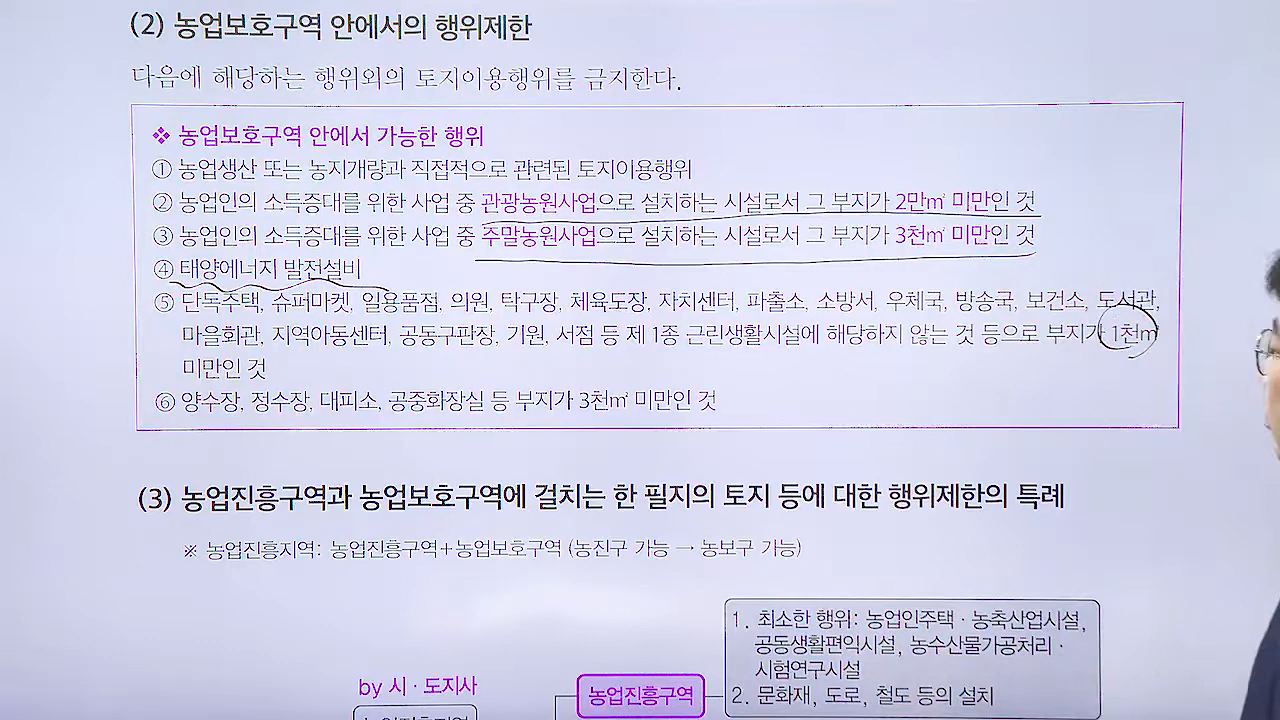 (2) 농업보호구역 안에서의 행위제한
다음에 해당하는 행위외의 토지이용행위를 금지한다.
❖ 농업보호구역 안에서 가능한 행위
① 농업생산 또는 농지개량과 직접적으로 관련된 토지이용행위
② 농업인의 소득증대를 위한 사업 중 관광농원사업으로 설치하는 시설로서 그 부지가 2만㎡ 미만인 것
③ 농업인의 소득증대를 위한 사업 중 주말농원사업으로 설치하는 시설로서 그 부지가 3천㎡ 미만인 것
④ 태양에너지 발전설비
⑤ 단독주택, 슈퍼마켓, 일용품점, 의원, 탁구장, 체육도장, 자치센터, 파출소, 소방서, 우체국, 방송국, 보건소, 도서관,
마을회관, 지역아동센터, 공동구판장, 기원, 서점 등 제 1종 근린생활시설에 해당하지 않는 것 등으로 부지가 1천㎡
미만인 것
⑥ 양수장, 정수장, 대피소, 공중화장실 등 부지가 3천㎡ 미만인 것
(3) 농업진흥구역과 농업보호구역에 걸치는 한 필지의 토지 등에 대한 행위제한의 특례
※ 농업진흥지역: 농업진흥구역+농업보호구역 (농진구 가능 → 농보구 가능)
1. 최소한 행위: 농업인주택·농축산업시설,
공동생활편익시설, 농수산물가공처리·
시험연구시설
by 시·도지사
농업진흥구역
2. 문화재, 도로, 철도 등의 설치